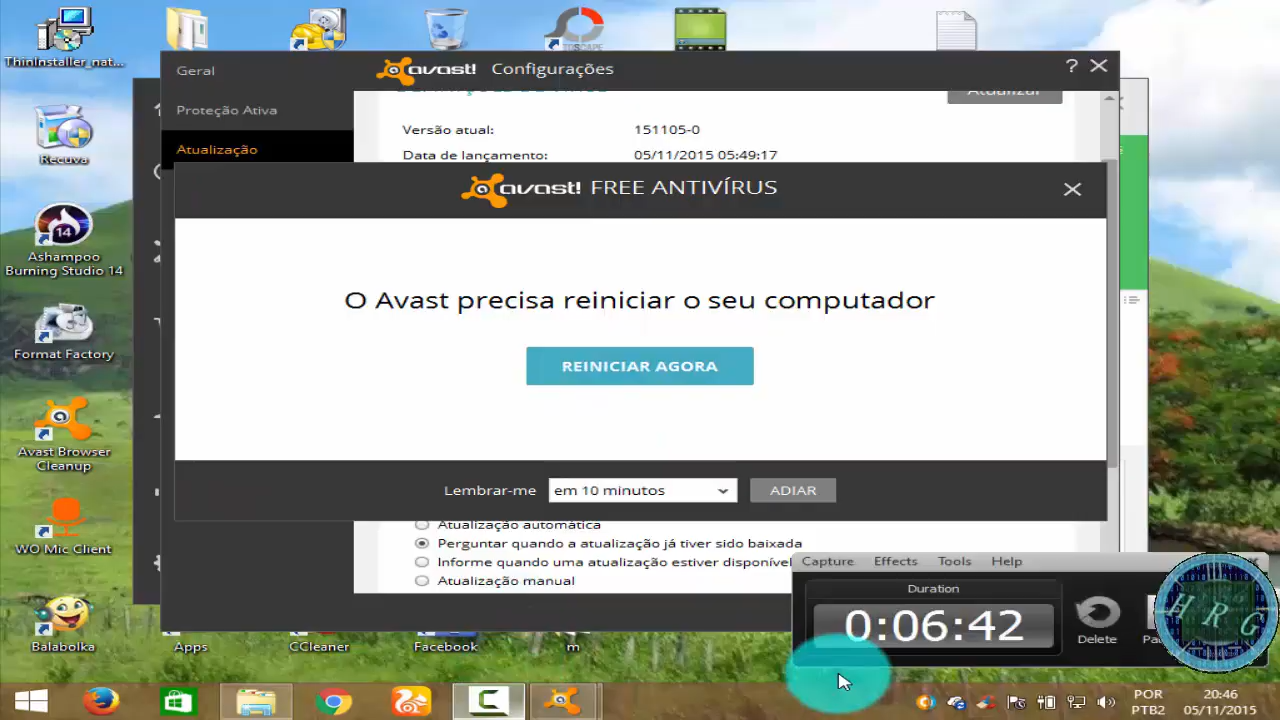 ThinInstaller_nat...
TOSCAPE
Geral
avast! Configurações
?
Proteção Ativa
Atualizar
Versão atual: 151105-0
Atualização
Data de lançamento: 05/11/2015 05:49:17
Recuva
avast! FREE ANTIVÍRUS
14
Ashampoo
Burning Studio 14
O Avast precisa reiniciar o seu computador
REINICIAR AGORA
Format Factory
Avast Browser
Cleanup
Lembrar-me em 10 minutos ADIAR
Atualização automática
Perguntar quando a atualização já tiver sido baixada
Informe quando uma atualização estiver disponível
Atualização manual
WO Mic Client
Capture Effects Tools Help
Duration
0:06:42
Delete
HRG
Balabolka
Apps
CCleaner
Facebook
m
POR
PTB2
20:46
05/11/2015